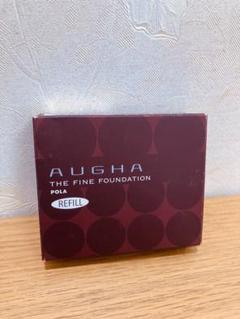 AUGHA
THE FINE FOUNDATION
POLA
REFILL